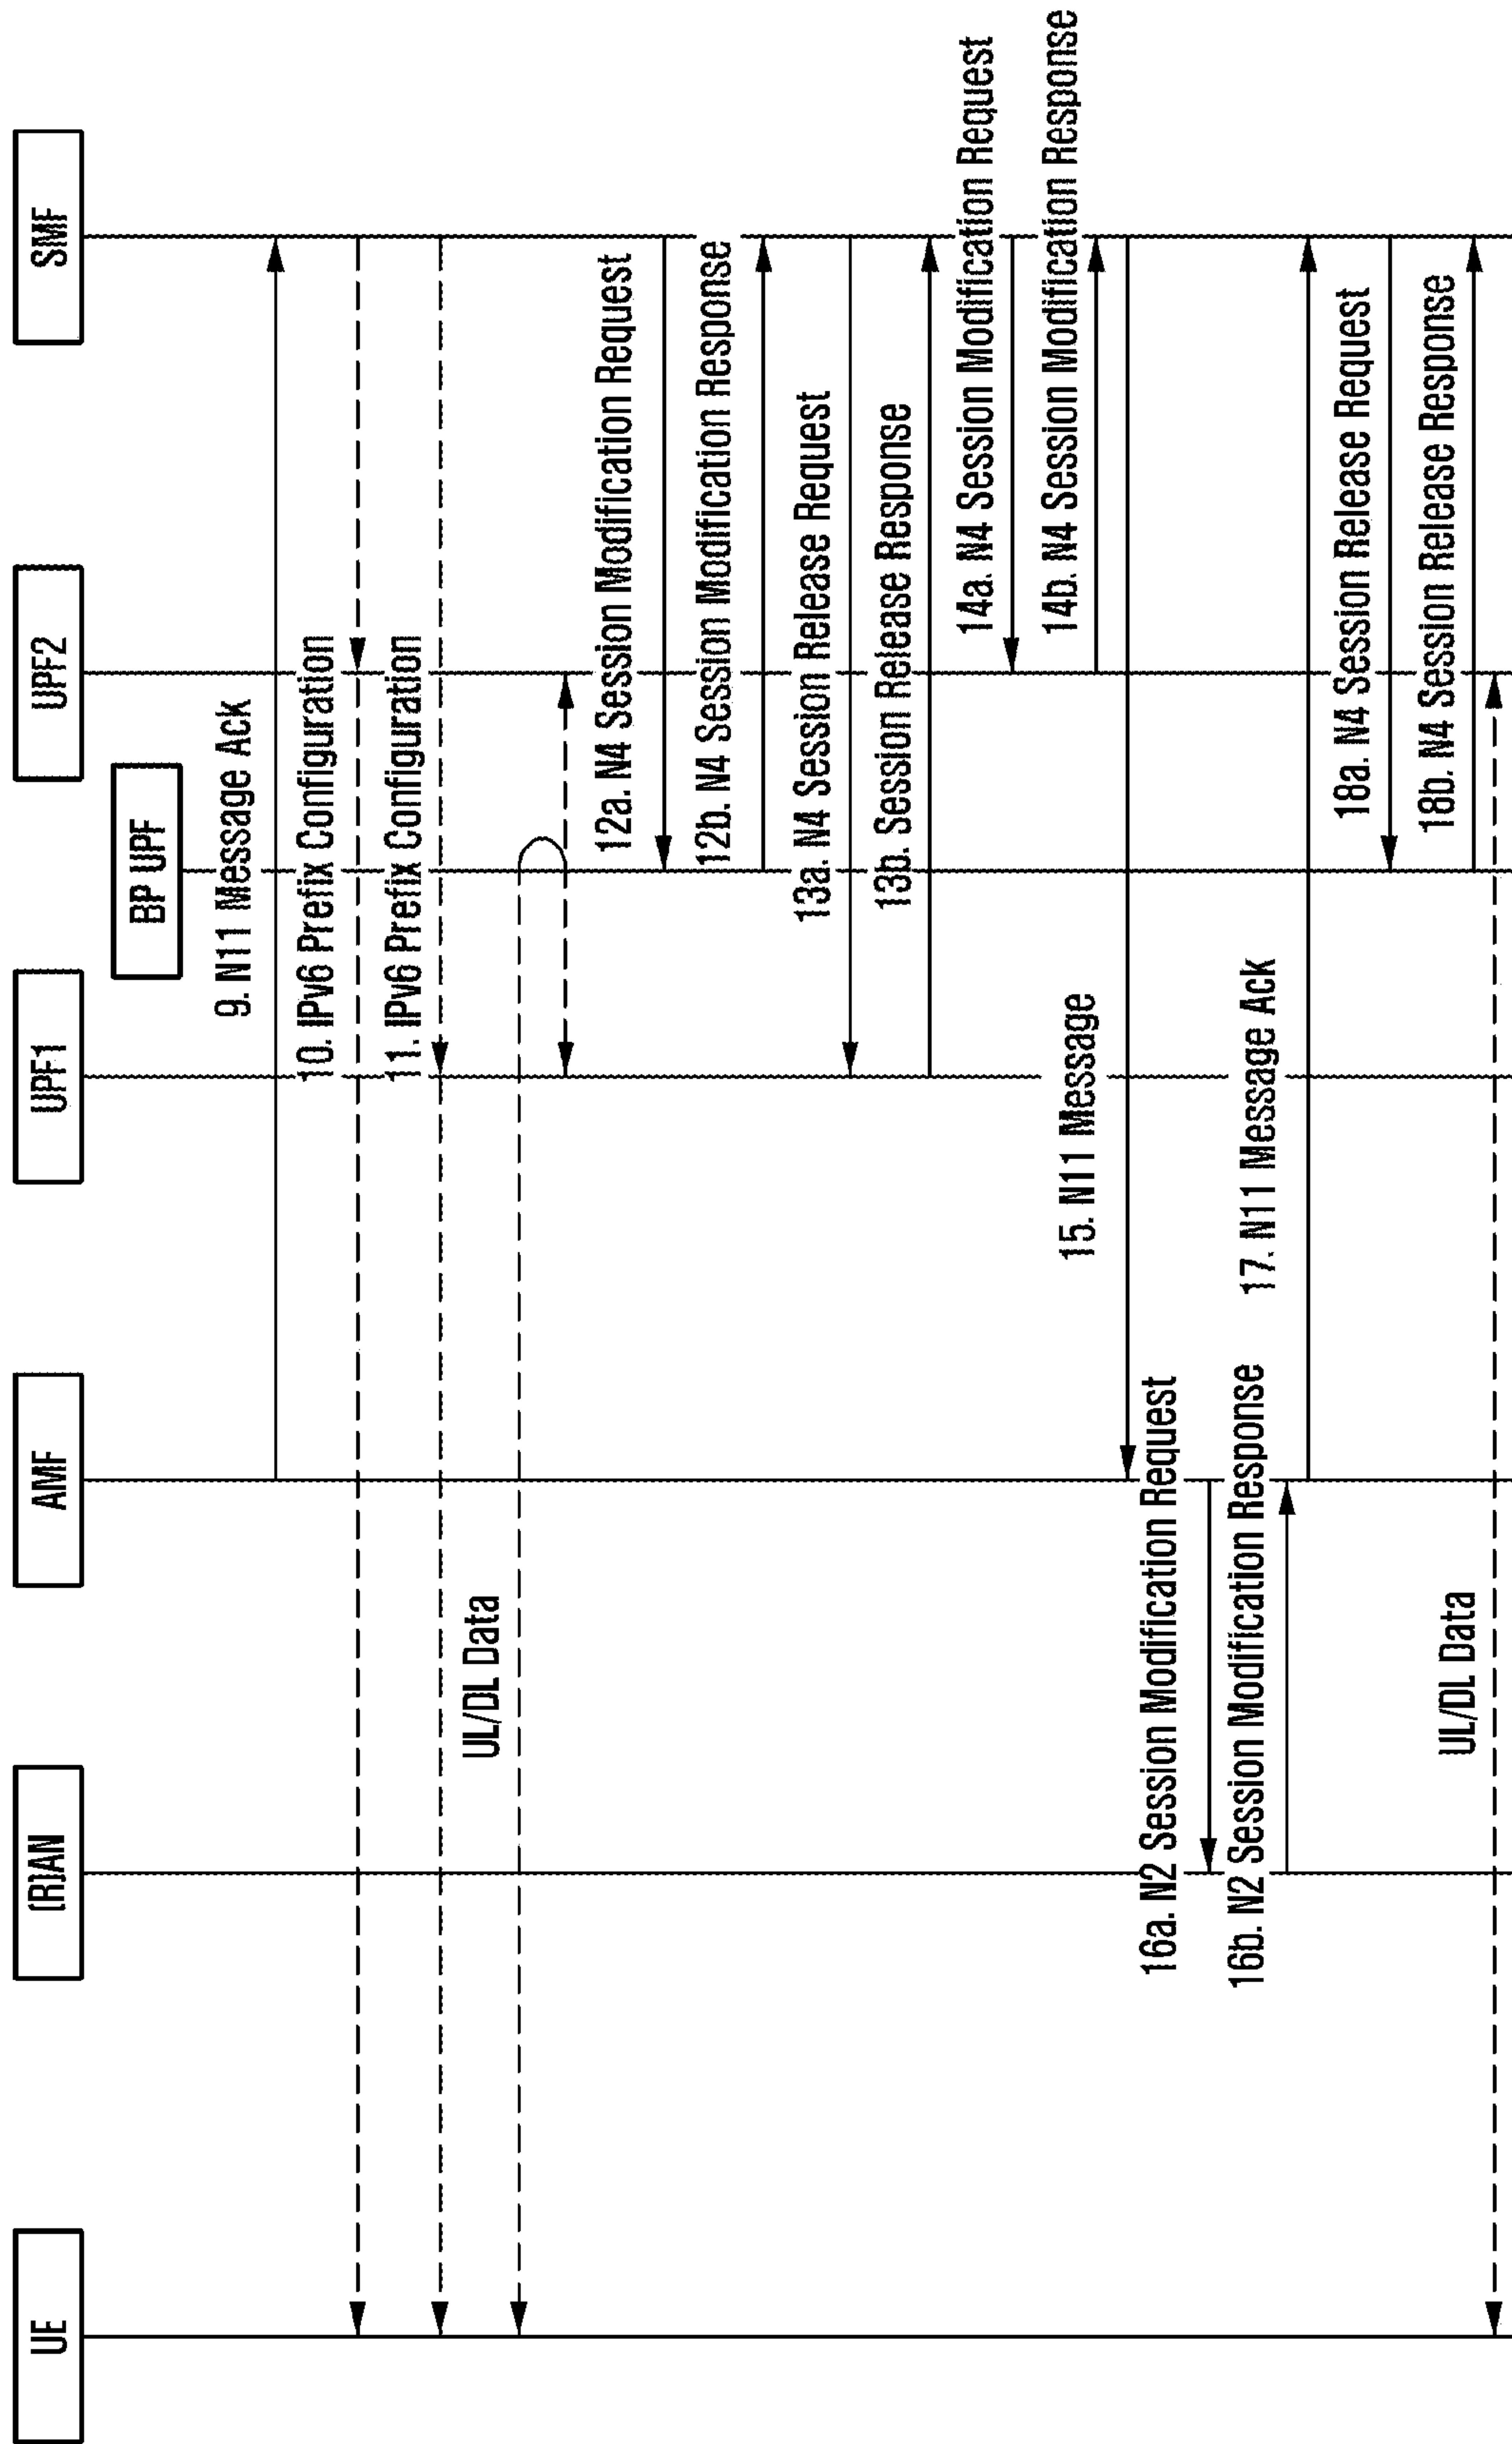 UE
(R)AN
AMF
UPF1
BP UPF
UPF2
SMF
9. N11 Message Ack
10. IPv6 Prefix Configuration
11. IPv6 Prefix Configuration
UL/DL Data
12a. N4 Session Modification Request
12b. N4 Session Modification Response
13a. N4 Session Release Request
13b. Session Release Response
14a. N4 Session Modification Request
14b. N4 Session Modification Response
15. N11 Message
16a. N2 Session Modification Request
16b. N2 Session Modification Response
17. N11 Message Ack
18a. N4 Session Release Request
18b. N4 Session Release Response
UL/DL Data